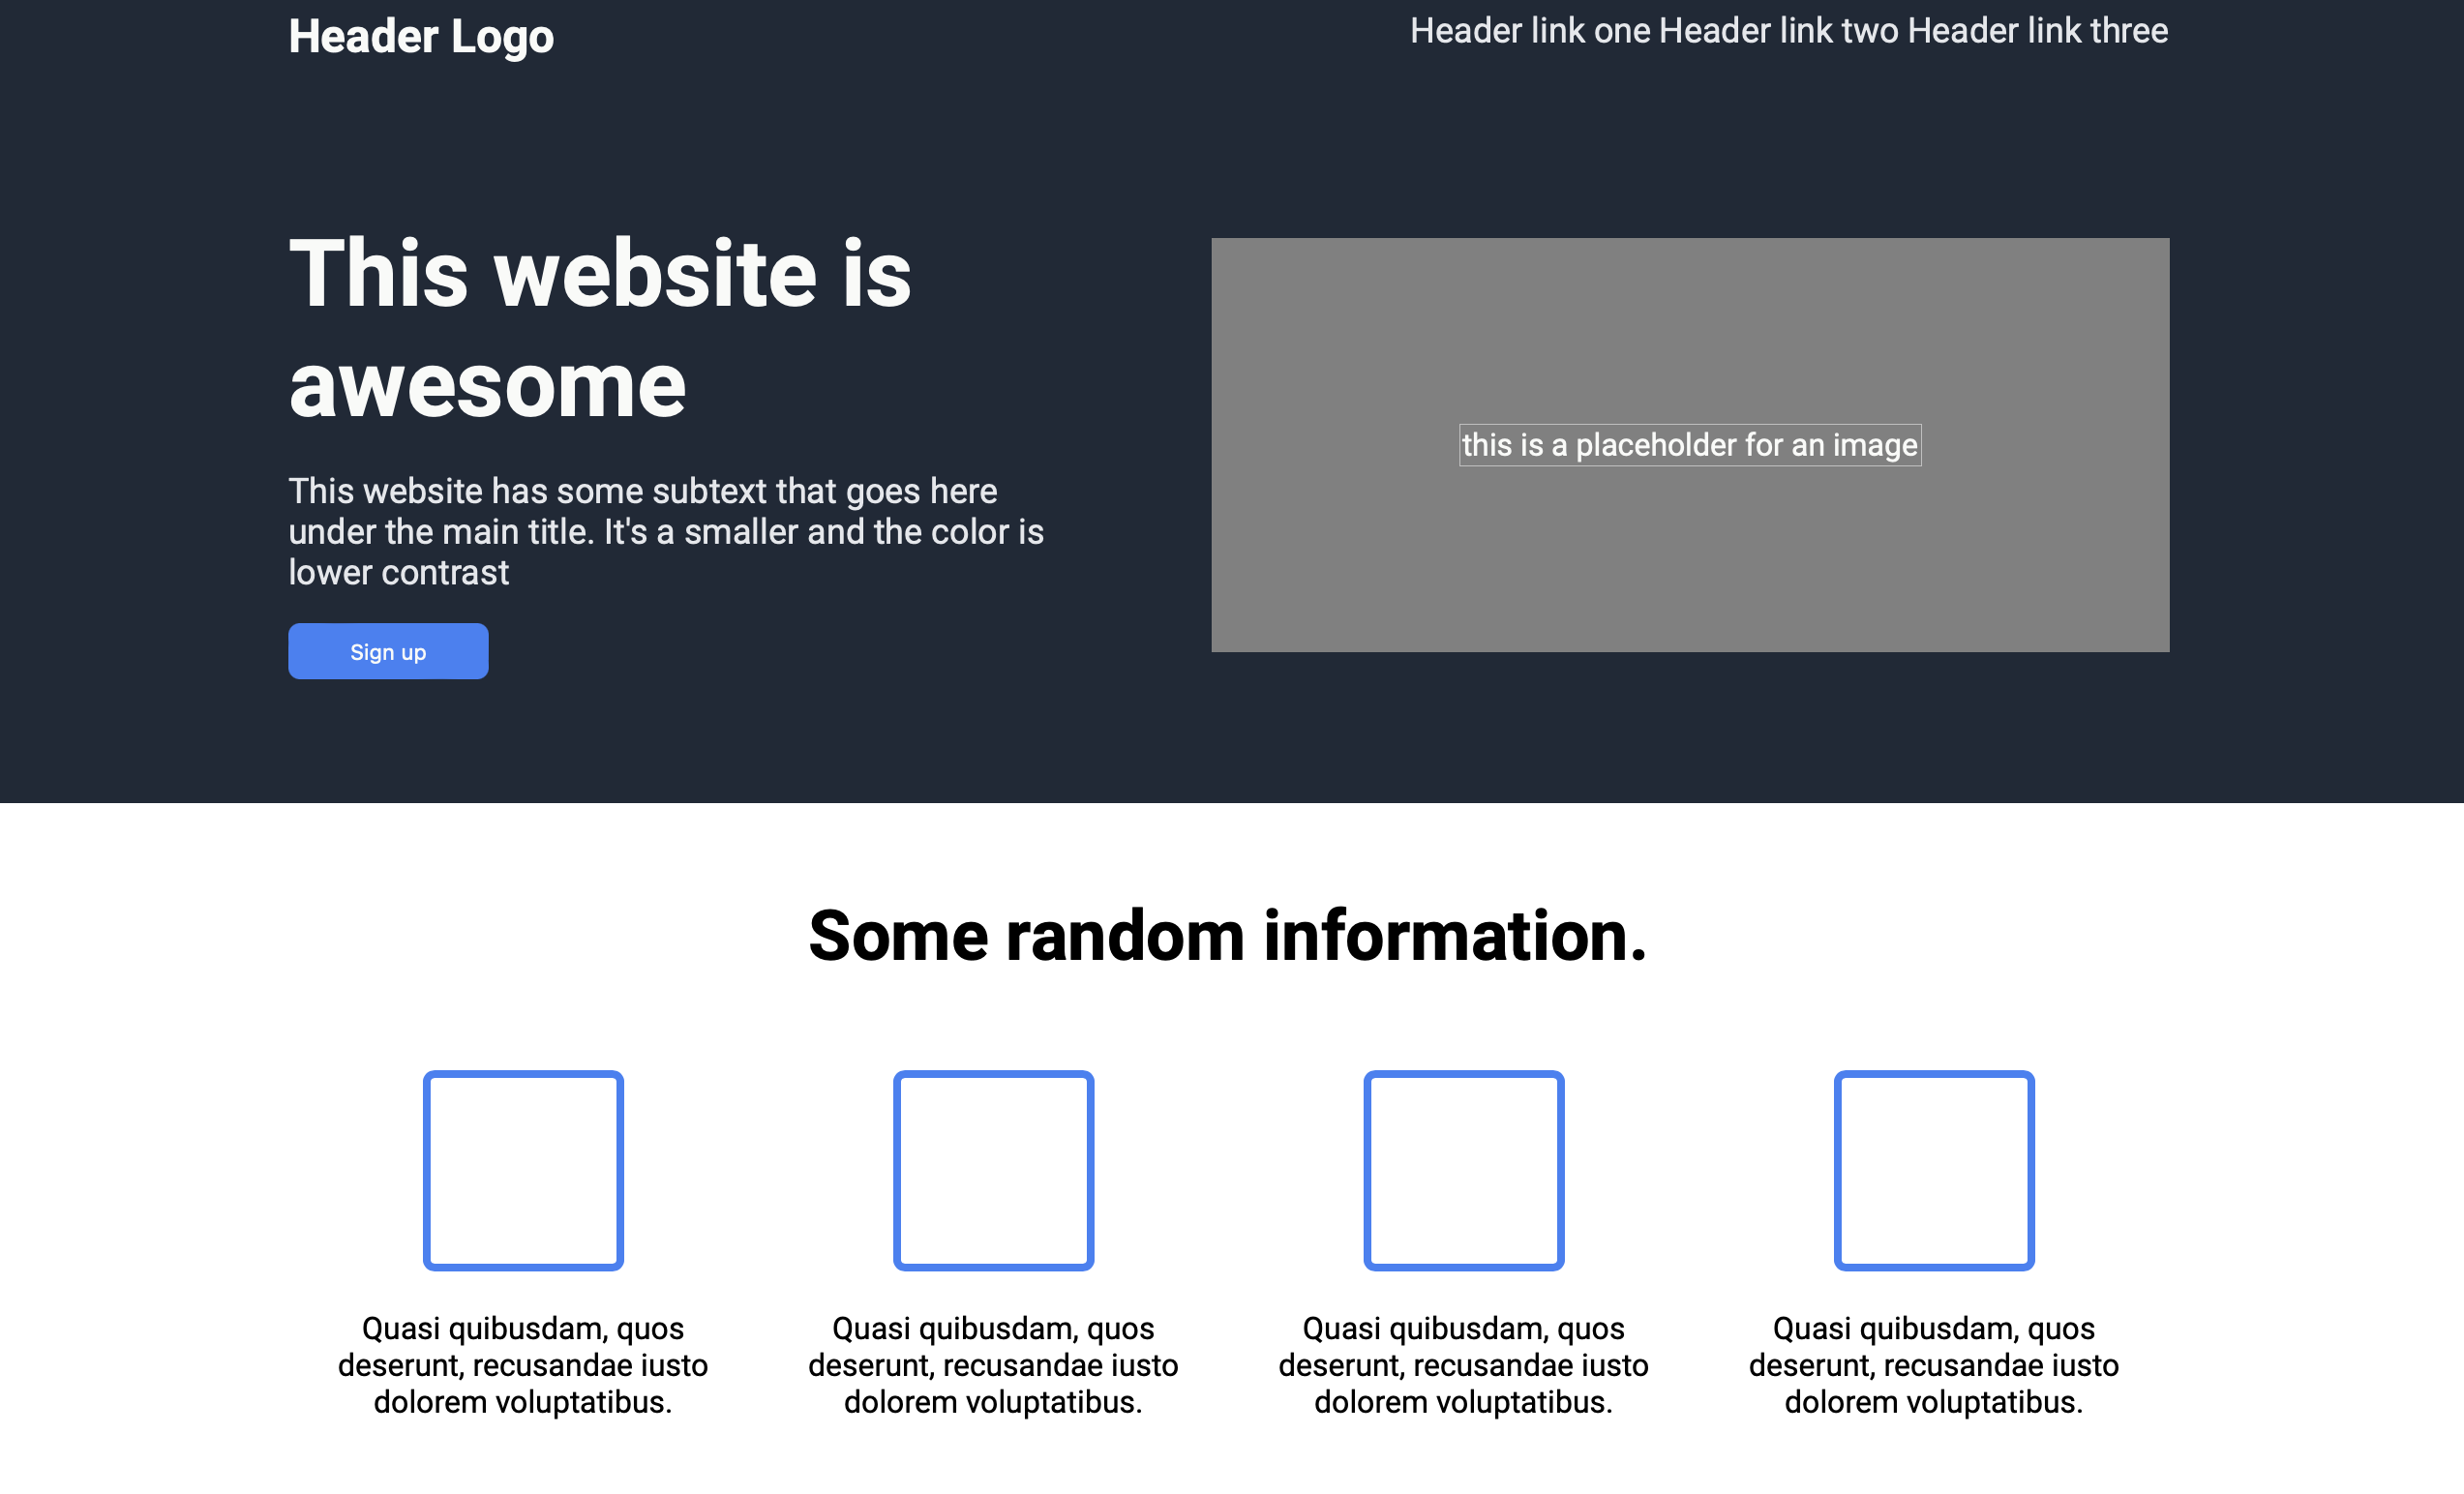 Header Logo
Header link one Header link two Header link three
This website is
awesome
This website has some subtext that goes here
under the main title. It's a smaller and the color is
lower contrast
Sign up
this is a placeholder for an image
Some random information.
Quasi quibusdam, quos
deserunt, recusandae iusto
dolorem voluptatibus.
Quasi quibusdam, quos
deserunt, recusandae iusto
dolorem voluptatibus.
Quasi quibusdam, quos
deserunt, recusandae iusto
dolorem voluptatibus.
Quasi quibusdam, quos
deserunt, recusandae iusto
dolorem voluptatibus.